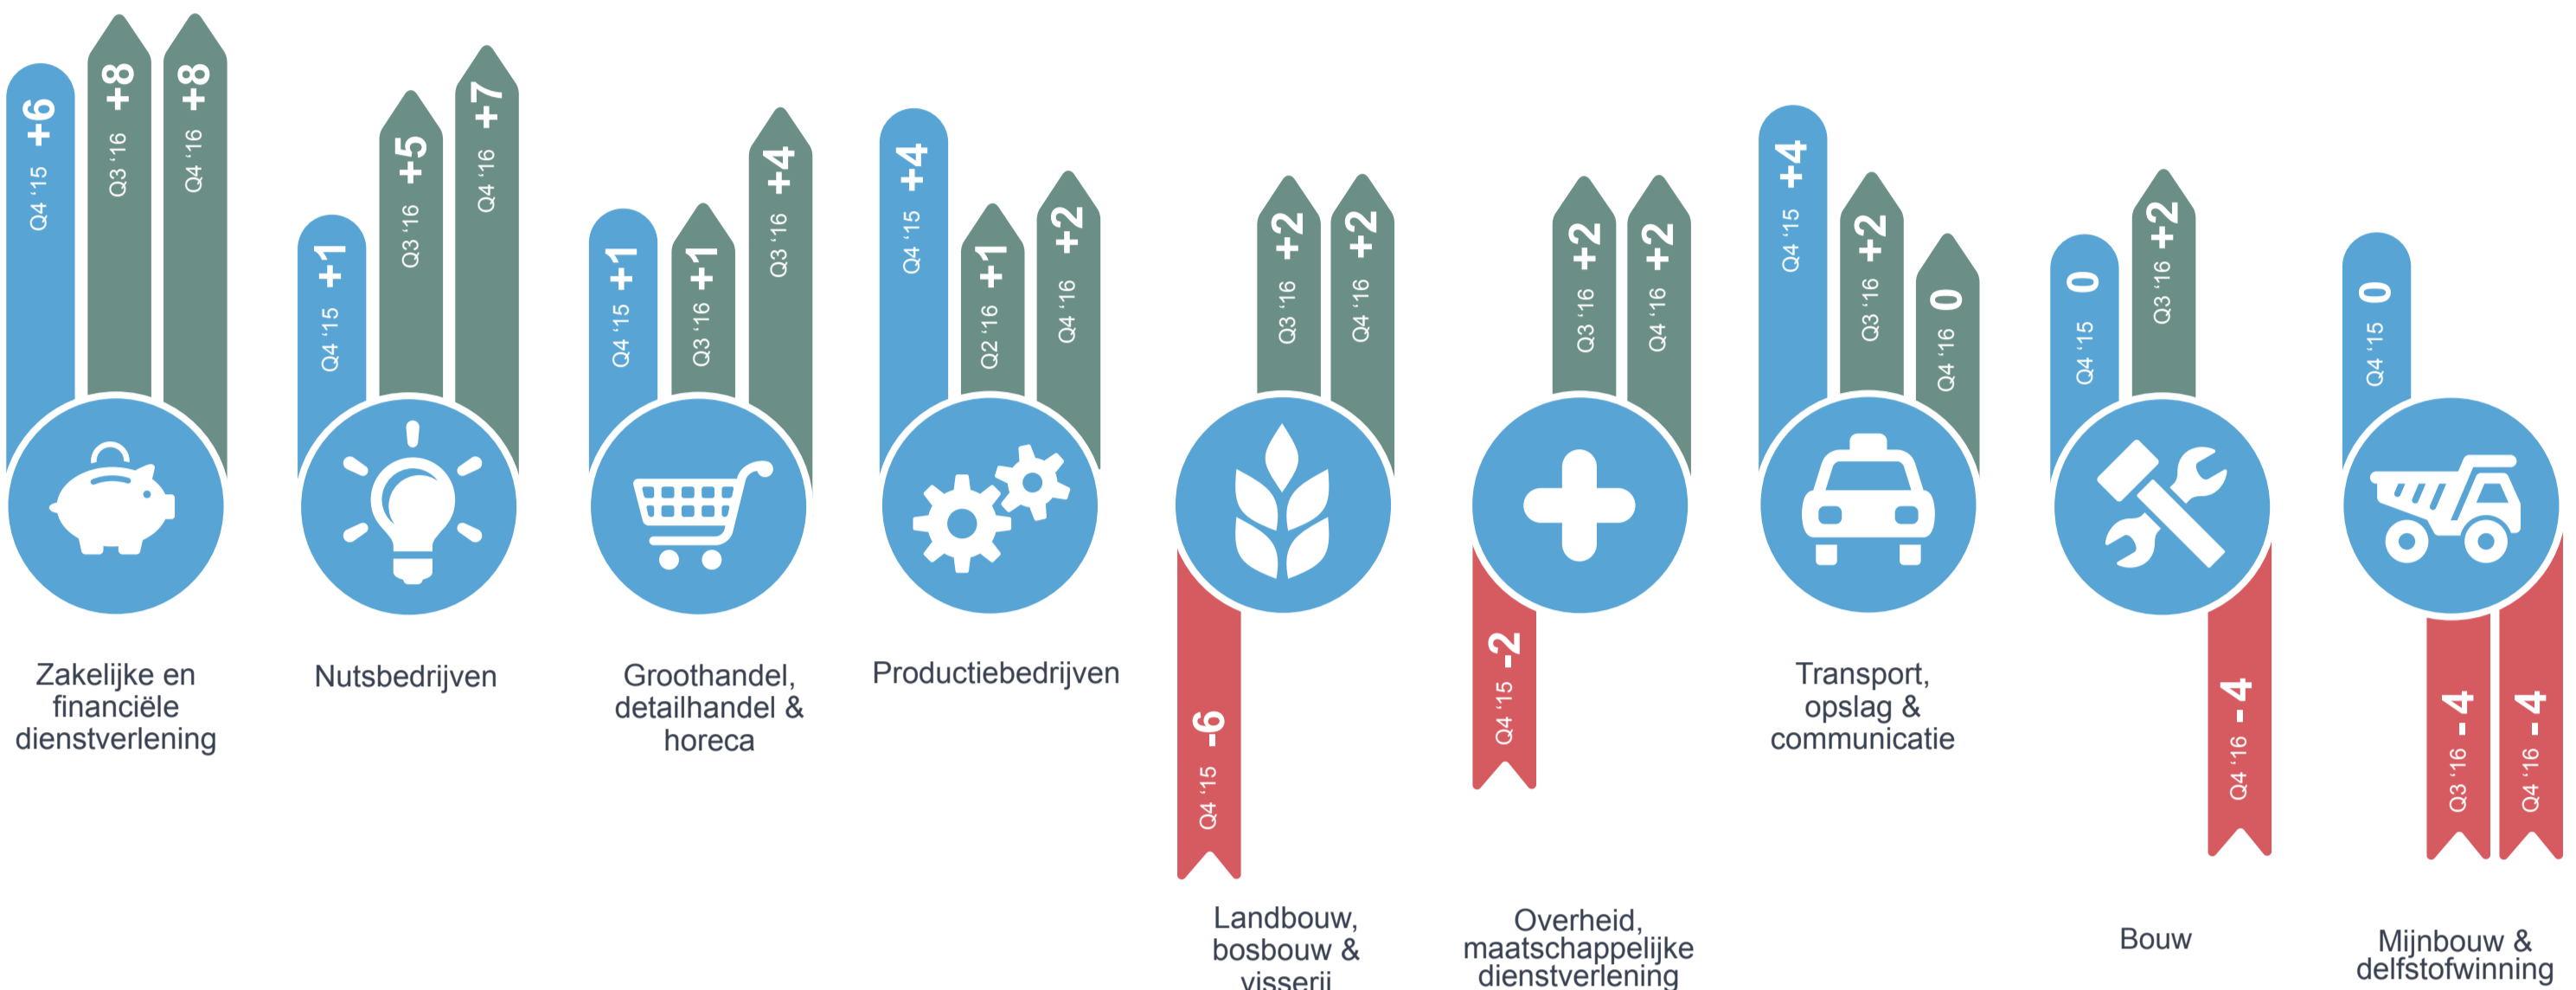 Q4 '15 +6
Q3 '16 +8
Q4 '16 +8
Zakelijke en
financiële
dienstverlening
Q4 '15 +1
Q3 '16 +5
Q4 '16 +7
Nutsbedrijven
Q4 '15 +1
Q3 '16 +1
Q3 '16 +4
Groothandel,
detailhandel &
horeca
Q4 '15 +4
Q2 '16 +1
Q4 '16 +2
Productiebedrijven
Q4 '15 -6
Q3 '16 +2
Q4 '16 +2
Landbouw,
bosbouw &
visserij
Q4 '15 -2
Q3 '16 +2
Q4 '16 +2
Overheid,
maatschappelijke
dienstverlening
Q4 '15 +4
Q3 '16 +2
Q4 '16 0
Transport,
opslag &
communicatie
Q4 '15 0
Q3 '16 +2
Q4 '16 - 4
Bouw
Q4 '15 0
Q3 '16 - 4
Q4 '16 - 4
Mijnbouw &
delfstofwinning